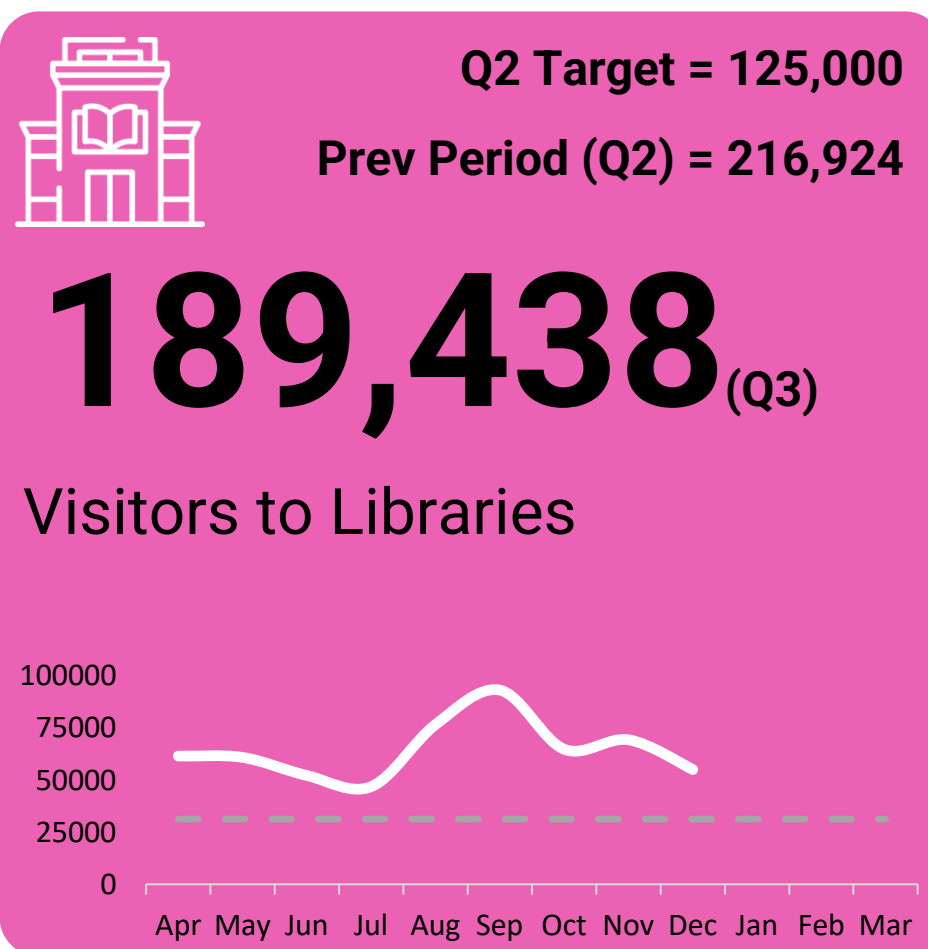 Q2 Target = 125,000
Prev Period (Q2) = 216,924
189,438 (Q3)
Visitors to Libraries
100000
75000
50000
25000
0
Apr May Jun Jul Aug Sep Oct Nov Dec Jan Feb Mar